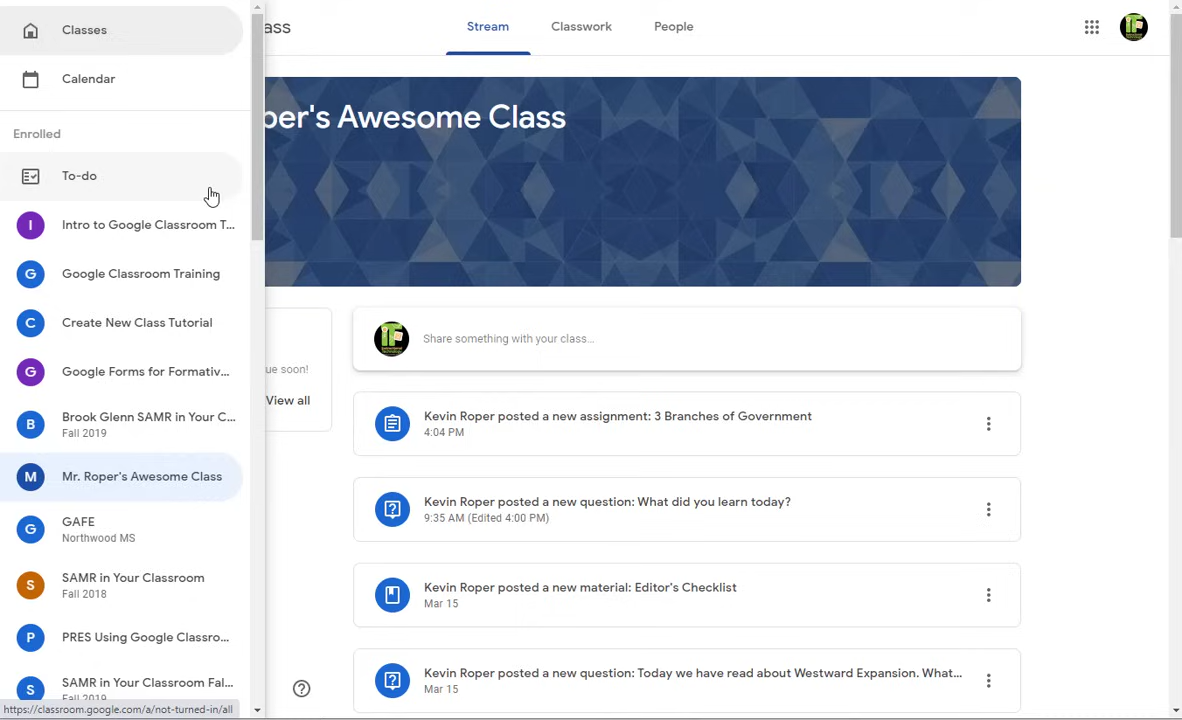 Classes
Calendar
Enrolled
To-do
I Intro to Google Classroom T...
G Google Classroom Training
C Create New Class Tutorial
G Google Forms for Formativ...
B Brook Glenn SAMR in Your C...
Fall 2019
M Mr. Roper's Awesome Class
G GAFE
Northwood MS
S SAMR in Your Classroom
Fall 2018
P PRES Using Google Classro...
S SAMR in Your Classroom Fal...
Fall 2019
https://classroom.google.com/a/not-turned-in/all
ass
Stream
Classwork
People
per's Awesome Class
ue soon!
View all
Share something with your class...
Kevin Roper posted a new assignment: 3 Branches of Government
4:04 PM
Kevin Roper posted a new question: What did you learn today?
9:35 AM (Edited 4:00 PM)
Kevin Roper posted a new material: Editor's Checklist
Mar 15
Kevin Roper posted a new question: Today we have read about Westward Expansion. What...
Mar 15